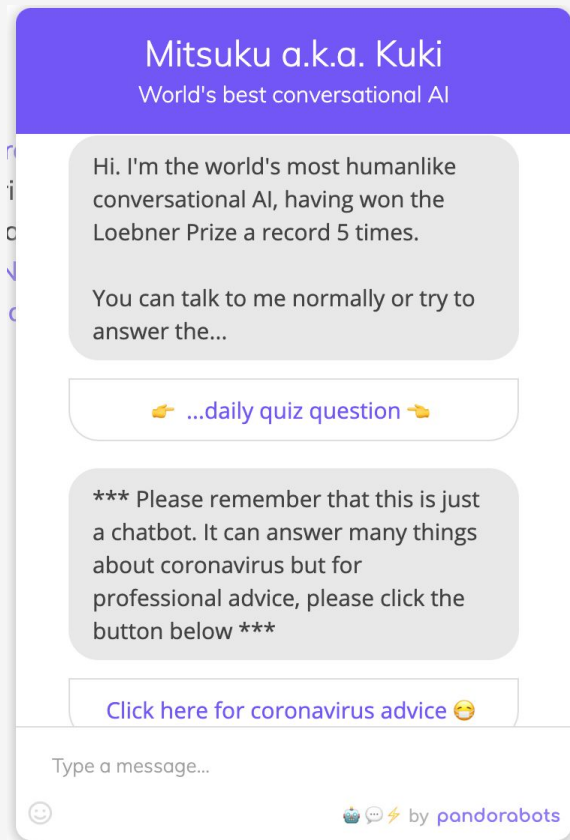 Mitsuku a.k.a. Kuki
World's best conversational AI
Hi. I'm the world's most humanlike
conversational AI, having won the
Loebner Prize a record 5 times.
You can talk to me normally or try to
answer the...
👉 ...daily quiz question 👈
*** Please remember that this is just
a chatbot. It can answer many things
about coronavirus but for
professional advice, please click the
button below ***
Click here for coronavirus advice 😷
Type a message...
🤖💬⚡ by pandorabots